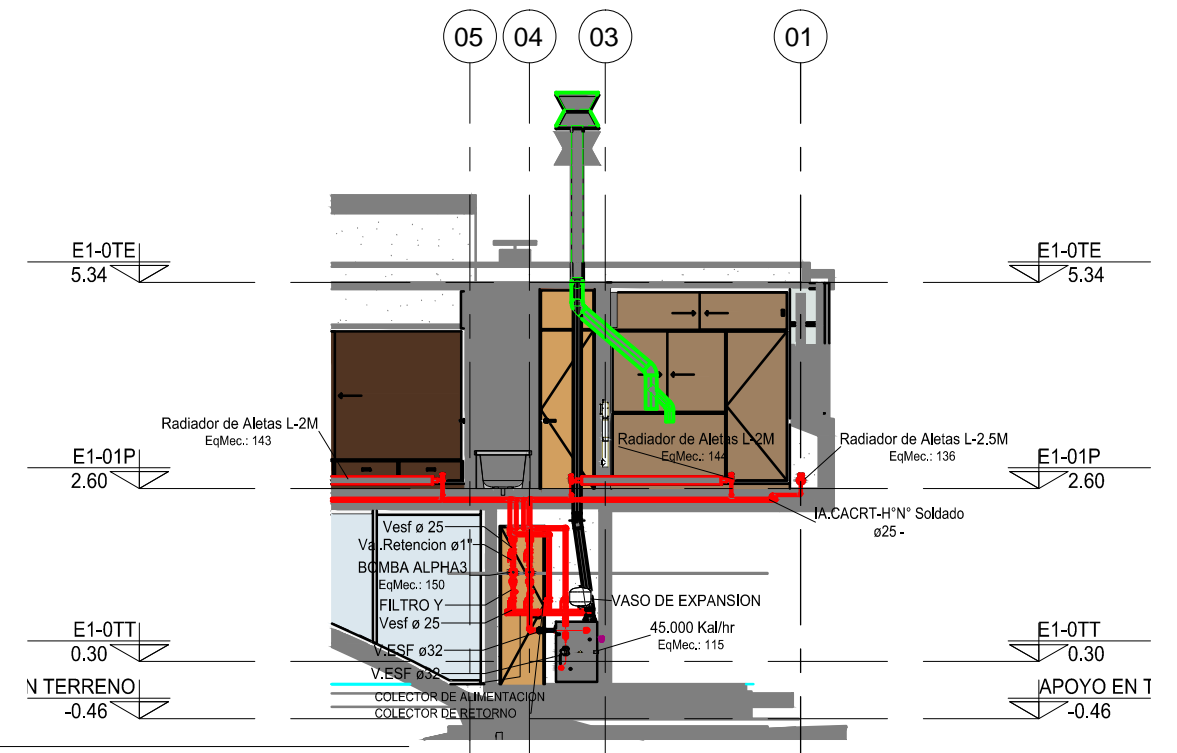 05
04
03
01
E1-0TE
5.34
E1-0TE
5.34
Radiador de Aletas L-2M
EqMec.: 143
Radiador de Aletas L-2M
EqMec.: 144
Radiador de Aletas L-2,5M
EqMec.: 136
E1-01P
2.60
E1-01P
2.60
IA.CACRT-H°N° Soldado
ø25 -
Vesf ø 25
Val.Retencion ø1"
BOMBA ALPHA3
EqMec.: 150
FILTRO Y
Vesf ø 25
V.ESF ø32
V.ESF ø32
COLECTOR DE ALIMENTACION
COLECTOR DE RETORNO
VASO DE EXPANSION
45.000 Kal/hr
EqMec.: 115
E1-0TT
0.30
E1-0TT
0.30
N TERRENO
-0.46
APOYO EN T
-0.46